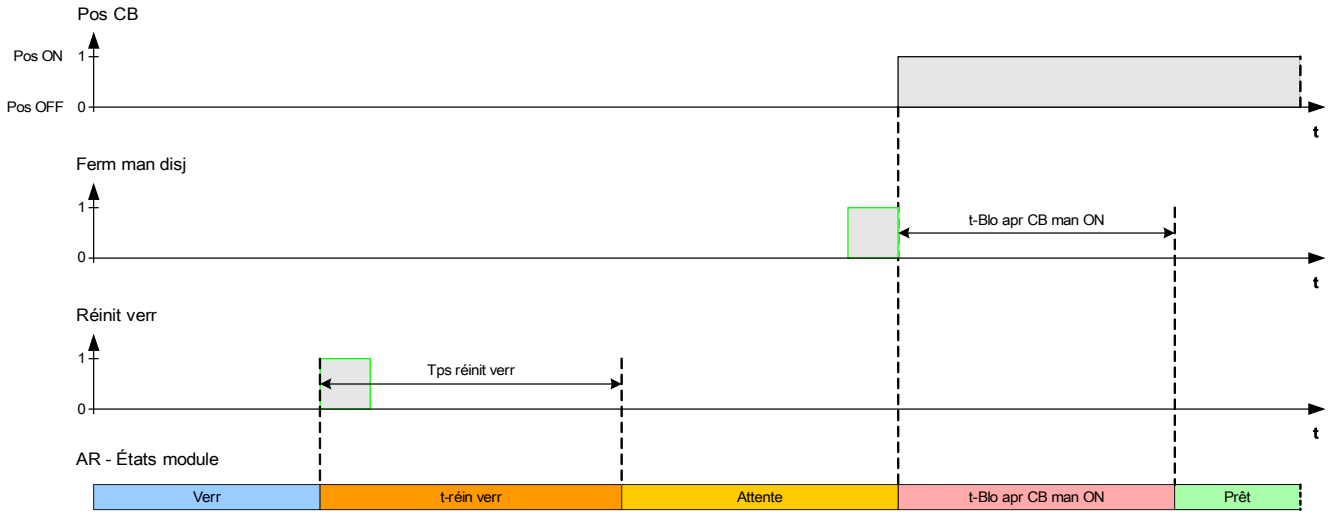 Pos CB
Pos ON 1
Pos OFF 0
t
Ferm man disj
1
t-Blo apr CB man ON
0
t
Réinit verr
1
Tps réinit verr
0
t
AR - États module
Verr t-réin verr Attente t-Blo apr CB man ON Prêt